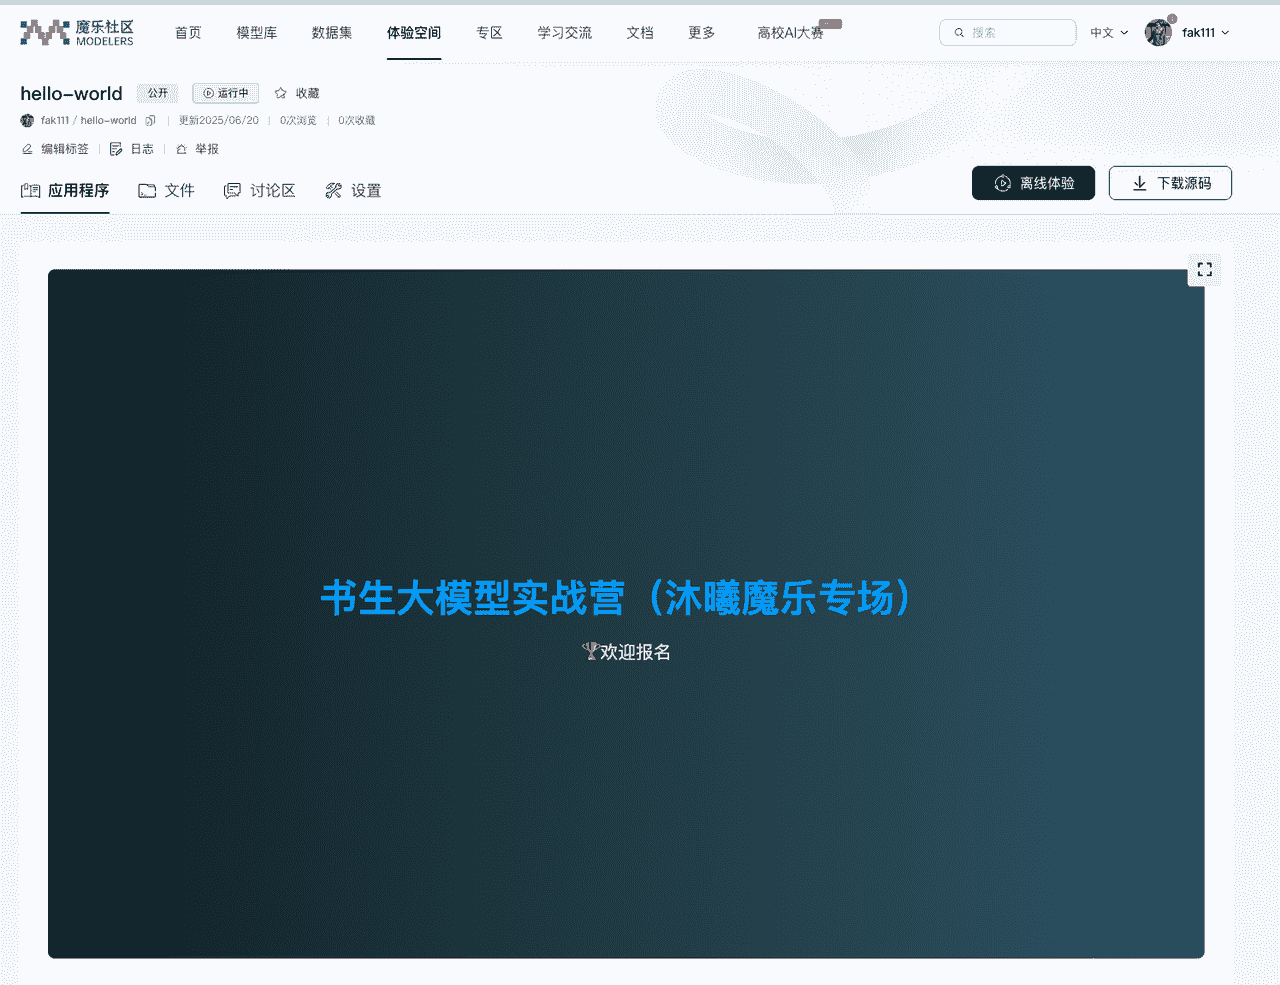 魔乐社区
MODELERS
首页 模型库 数据集 体验空间 专区 学习交流 文档 更多 高校AI大赛 搜索 中文 fak111
hello-world 公开 运行中 收藏
fak111 / hello-world 更新2025/06/20 0次浏览 0次收藏
编辑标签 日志 举报
应用程序 文件 讨论区 设置 离线体验 下载源码
书生大模型实战营（沐曦魔乐专场）
🏆欢迎报名